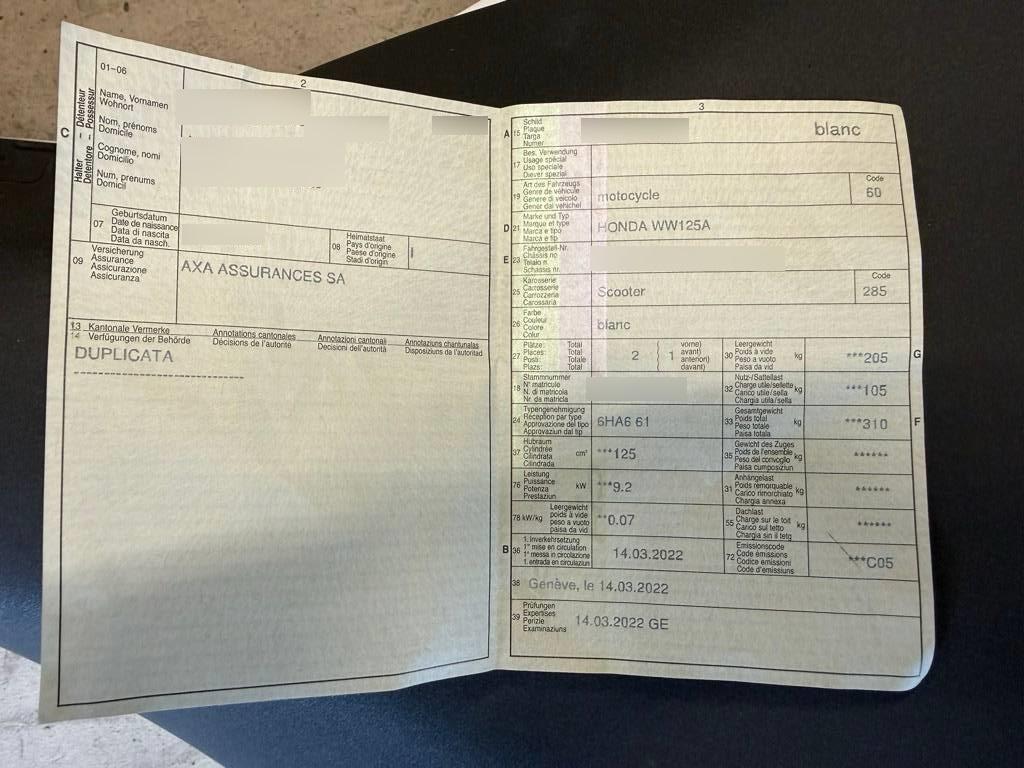 2
01–06
C
Halter – Détenteur
Detentore – Possessur
Name, Vornamen
Wohnort
Nom, prénoms
Domicile
Cognome, nomi
Domicilio
Num, prenums
Domicil
07
Geburtsdatum
Date de naissance
Data di nascita
Data da nasch.
08
Heimatstaat
Pays d'origine
Paese d'origine
Stadi d'origin
09
Versicherung
Assurance
Assicurazione
Assicuranza
AXA ASSURANCES SA
13 Kantonale Vermerke Annotations cantonales Annotazioni cantonali Annotaziuns chantunalas
14 Verfügungen der Behörde Décisions de l'autorité Decisioni dell'autorità Disposiziuns da l'autoritad
DUPLICATA
------------------------------
3
A 15
Schild
Plaque
Targa
Numer
blanc
17
Bes. Verwendung
Usage spécial
Uso speciale
Diever spezial
19
Art des Fahrzeugs
Genre de véhicule
Genere di veicolo
Gener dal vehichel
motocycle
Code
60
D 21
Marke und Typ
Marque et type
Marca e tipo
Marca e tip
HONDA WW125A
E 23
Fahrgestell-Nr.
Châssis no
Telaio n.
Schassis nr.
25
Karosserie
Carrosserie
Carrozzeria
Carossaria
Scooter
Code
285
26
Farbe
Couleur
Colore
Colur
blanc
27
Plätze: Total
Places: Total
Posti: Totale
Plazs: Total
2
1
vorne)
avant)
anteriori)
davant)
30
Leergewicht
Poids à vide
Peso a vuoto
Paisa da vid
kg
***205
G
18
Stammnummer
N° matricule
N. di matricola
Nr. da matricla
32
Nutz-/Sattellast
Charge utile/sellette
Carico utile/sella
Chargia utila/sella
kg
***105
24
Typengenehmigung
Réception par type
Approvazione del tipo
Approvaziun dal tip
6HA6 61
33
Gesamtgewicht
Poids total
Peso totale
Paisa totala
kg
***310
F
37
Hubraum
Cylindrée
Cilindrata
Cilindrada
cm³
***125
35
Gewicht des Zuges
Poids de l'ensemble
Peso del convoglio
Paisa cumposiziun
kg
******
76
Leistung
Puissance
Potenza
Prestaziun
kW
***9.2
31
Anhängelast
Poids remorquable
Carico rimorchiato
Chargia annexa
kg
******
78 kW/kg
Leergewicht
poids à vide
peso a vuoto
paisa da vid
**0.07
55
Dachlast
Charge sur le toit
Carico sul tetto
Chargia sin il tetg
kg
******
B 36
1. Inverkehrsetzung
1re mise en circulation
1a messa in circolazione
1. entrada en circulaziun
14.03.2022
72
Emissionscode
Code émissions
Codice emissioni
Code d'emissiuns
***C05
38
Genève, le 14.03.2022
39
Prüfungen
Expertises
Perizie
Examinaziuns
14.03.2022 GE